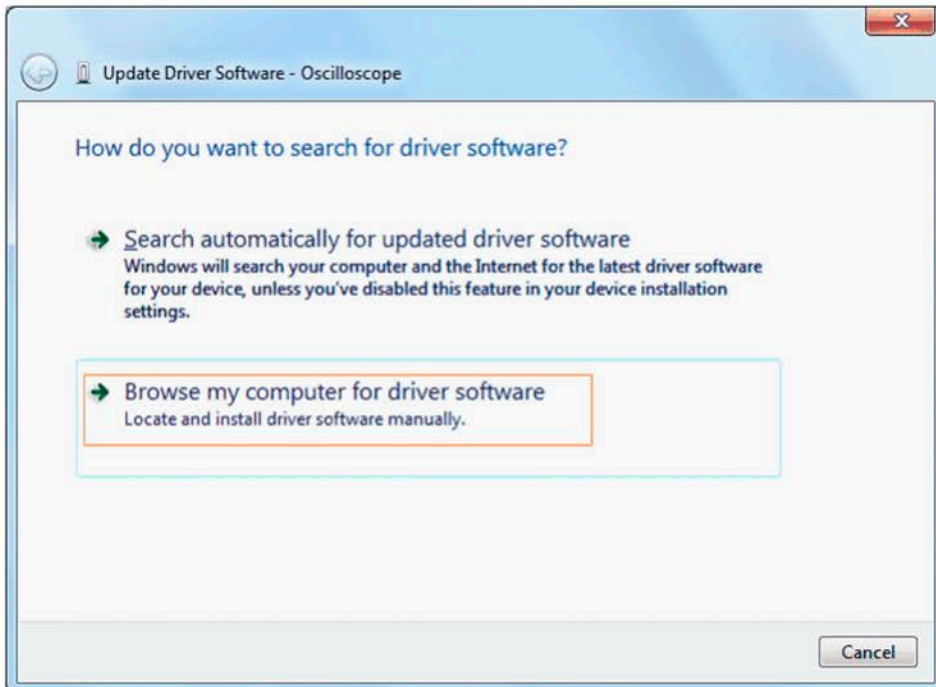 Update Driver Software - Oscilloscope
How do you want to search for driver software?
Search automatically for updated driver software
Windows will search your computer and the Internet for the latest driver software
for your device, unless you've disabled this feature in your device installation
settings.
Browse my computer for driver software
Locate and install driver software manually.
Cancel